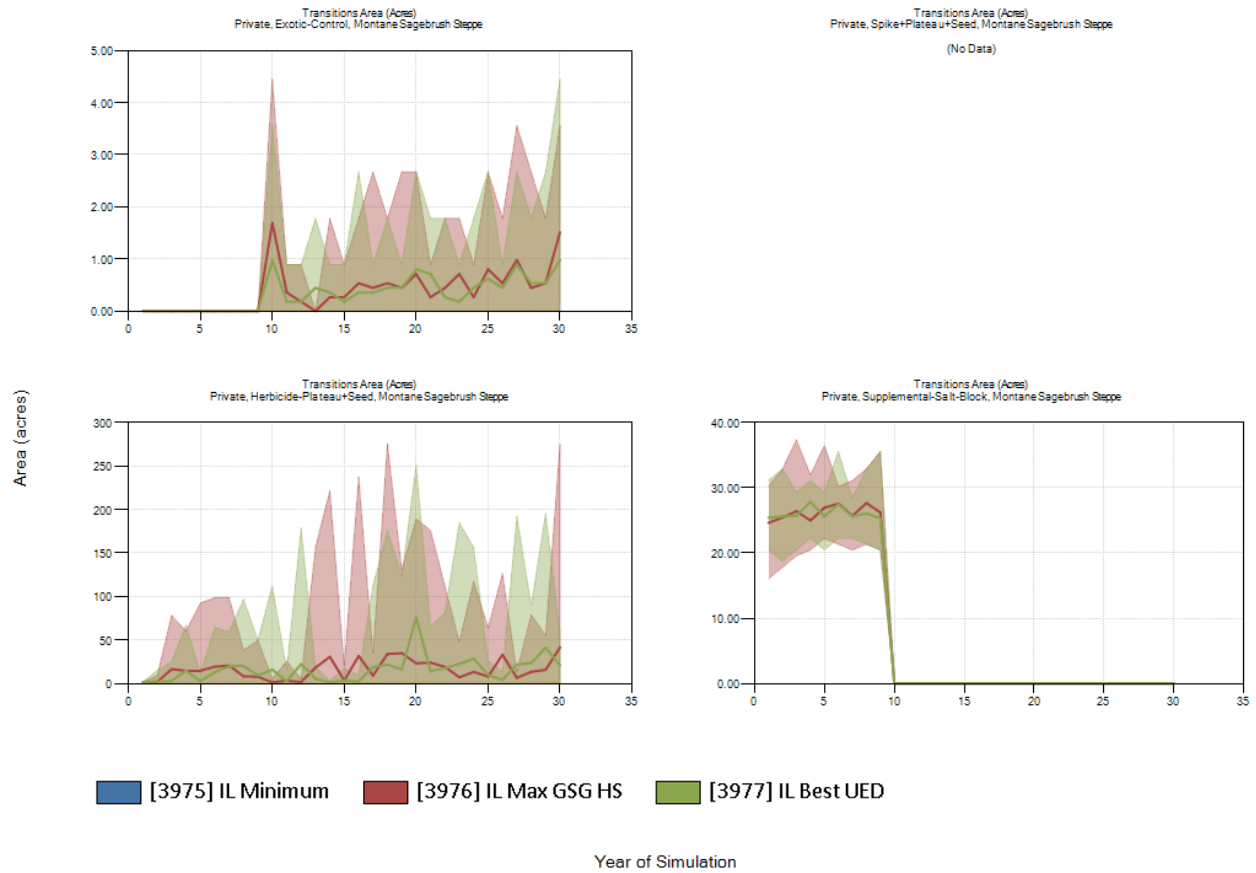 Transitions Area (Acres)
Private, Exotic-Control, Montane Sagebrush Steppe
5.00
4.00
3.00
2.00
1.00
0.00
0 5 10 15 20 25 30 35
Transitions Area (Acres)
Private, Spike+Plateau+Seed, Montane Sagebrush Steppe
(No Data)
Area (acres)
Transitions Area (Acres)
Private, Herbicide-Plateau+Seed, Montane Sagebrush Steppe
300
250
200
150
100
50
0
0 5 10 15 20 25 30 35
Transitions Area (Acres)
Private, Supplemental-Salt-Block, Montane Sagebrush Steppe
40.00
30.00
20.00
10.00
0.00
0 5 10 15 20 25 30 35
[3975] IL Minimum [3976] IL Max GSG HS [3977] IL Best UED
Year of Simulation